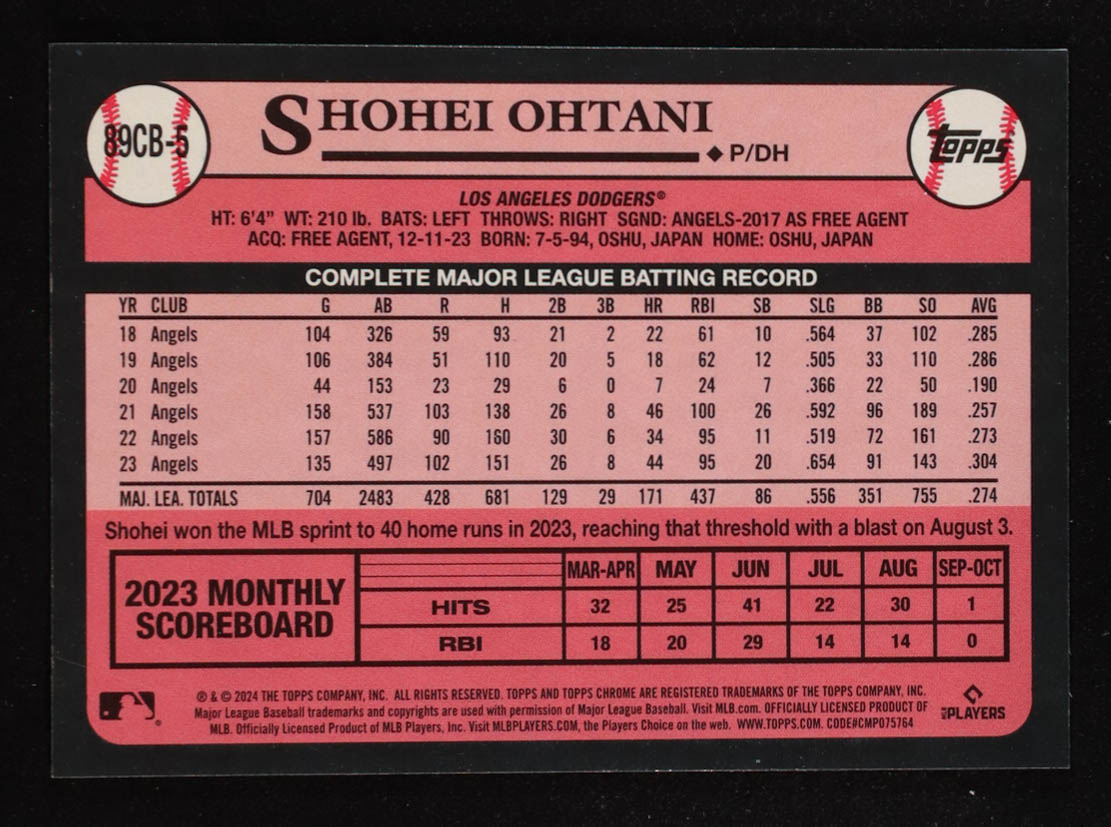 89CB-5
SHOHEI OHTANI
P/DH
TOPPS
LOS ANGELES DODGERS®
HT: 6'4" WT: 210 lb. BATS: LEFT THROWS: RIGHT SGND: ANGELS-2017 AS FREE AGENT
ACQ: FREE AGENT, 12-11-23 BORN: 7-5-94, OSHU, JAPAN HOME: OSHU, JAPAN
COMPLETE MAJOR LEAGUE BATTING RECORD
YR CLUB G AB R H 2B 3B HR RBI SB SLG BB SO AVG
18 Angels 104 326 59 93 21 2 22 61 10 .564 37 102 .285
19 Angels 106 384 51 110 20 5 18 62 12 .505 33 110 .286
20 Angels 44 153 23 29 6 0 7 24 7 .366 22 50 .190
21 Angels 158 537 103 138 26 8 46 100 26 .592 96 189 .257
22 Angels 157 586 90 160 30 6 34 95 11 .519 72 161 .273
23 Angels 135 497 102 151 26 8 44 95 20 .654 91 143 .304
MAJ. LEA. TOTALS 704 2483 428 681 129 29 171 437 86 .556 351 755 .274
Shohei won the MLB sprint to 40 home runs in 2023, reaching that threshold with a blast on August 3.
2023 MONTHLY SCOREBOARD
MAR-APR MAY JUN JUL AUG SEP-OCT
HITS 32 25 41 22 30 1
RBI 18 20 29 14 14 0
® & © 2024 THE TOPPS COMPANY, INC. ALL RIGHTS RESERVED. TOPPS AND TOPPS CHROME ARE REGISTERED TRADEMARKS OF THE TOPPS COMPANY, INC.
Major League Baseball trademarks and copyrights are used with permission of Major League Baseball. Visit MLB.com. OFFICIALLY LICENSED PRODUCT OF
MLB. Officially Licensed Product of MLB Players, Inc. Visit MLBPLAYERS.COM, the Players Choice on the web. WWW.TOPPS.COM. CODE#CMP075764
MLB PLAYERS